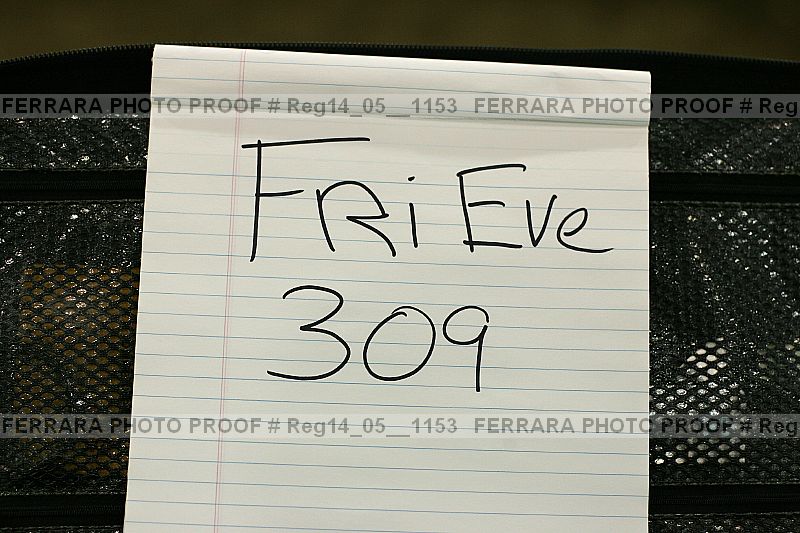 FERRARA PHOTO PROOF # Reg14_05__1153 FERRARA PHOTO PROOF # Reg
FRi Eve
309
FERRARA PHOTO PROOF # Reg14_05__1153 FERRARA PHOTO PROOF # Reg